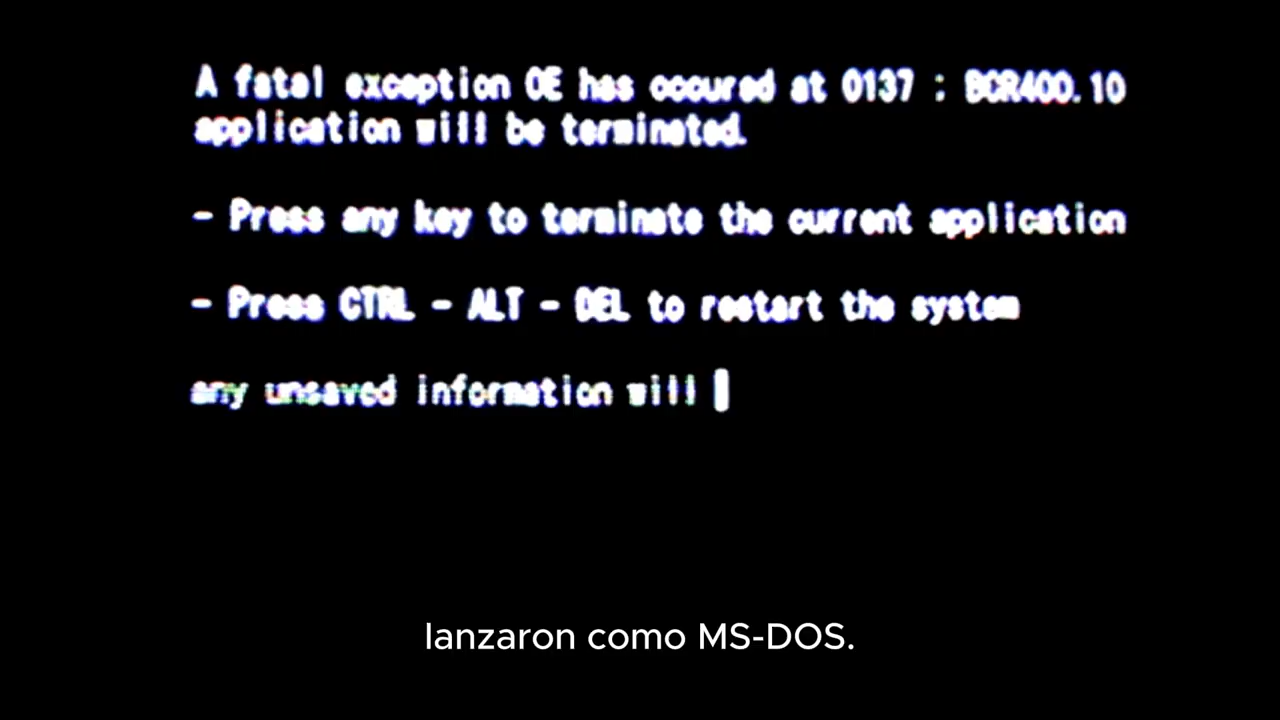 A fatal exception OE has occured at 0137 : BCR400.10
application will be terminated.
- Press any key to terminate the current application
- Press CTRL - ALT - DEL to restart the system
any unsaved information will
lanzaron como MS-DOS.